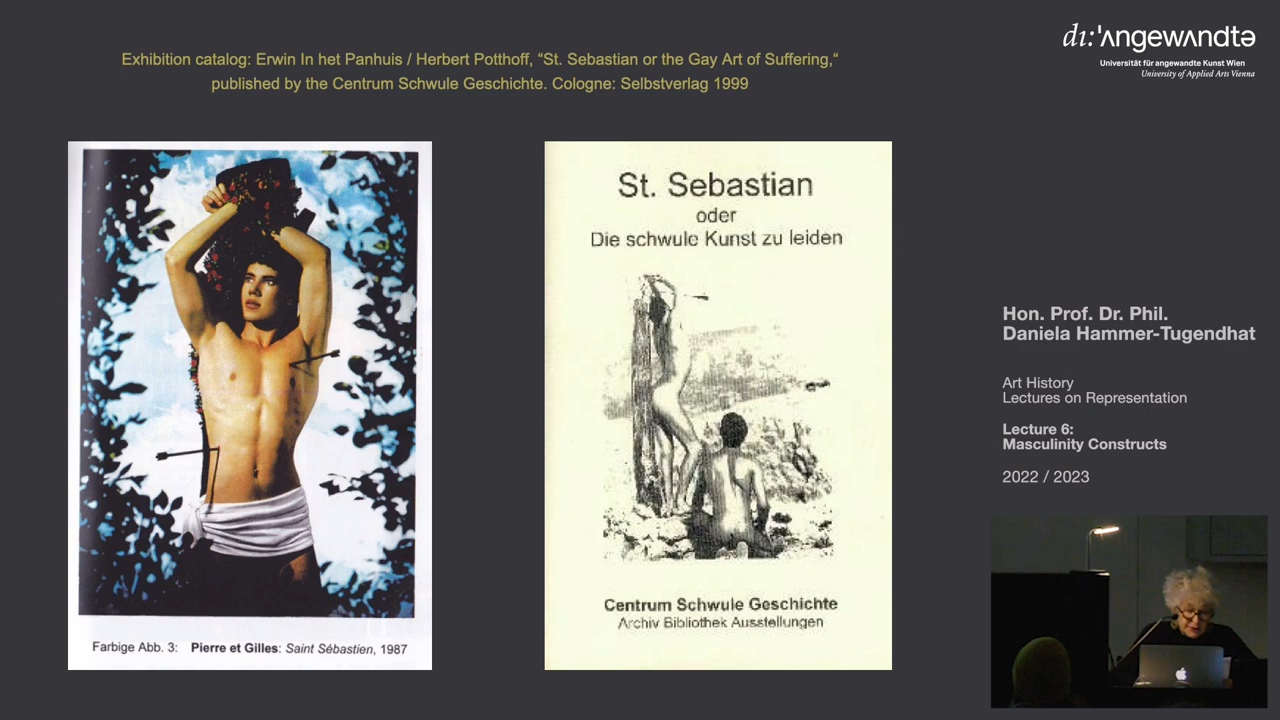 Exhibition catalog: Erwin In het Panhuis / Herbert Potthoff, “St. Sebastian or the Gay Art of Suffering,“
published by the Centrum Schwule Geschichte. Cologne: Selbstverlag 1999
dı:'ʌngewʌndtə
Universität für angewandte Kunst Wien
University of Applied Arts Vienna
St. Sebastian
oder
Die schwule Kunst zu leiden
Centrum Schwule Geschichte
Archiv Bibliothek Ausstellungen
Farbige Abb. 3: Pierre et Gilles: Saint Sébastien, 1987
Hon. Prof. Dr. Phil.
Daniela Hammer-Tugendhat
Art History
Lectures on Representation
Lecture 6:
Masculinity Constructs
2022 / 2023